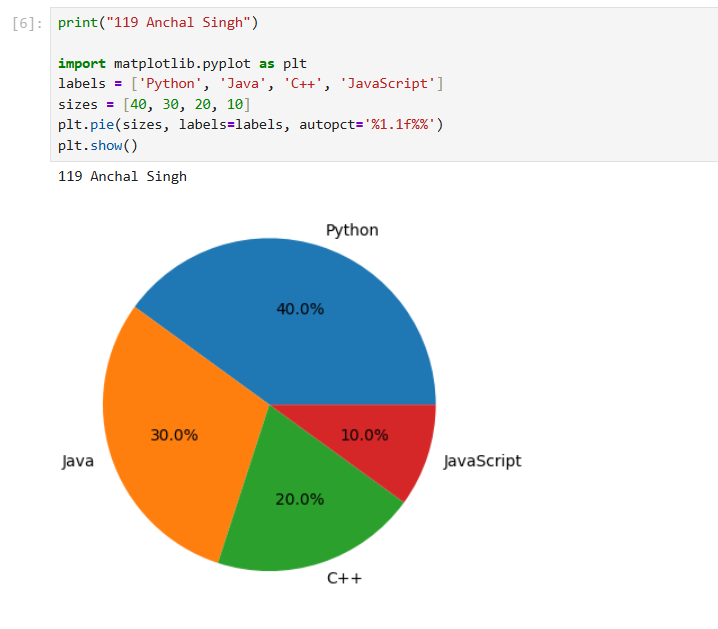 [6]: print("119 Anchal Singh")
import matplotlib.pyplot as plt
labels = ['Python', 'Java', 'C++', 'JavaScript']
sizes = [40, 30, 20, 10]
plt.pie(sizes, labels=labels, autopct='%1.1f%%')
plt.show()
119 Anchal Singh
Python
40.0%
30.0%
10.0%
Java
JavaScript
20.0%
C++